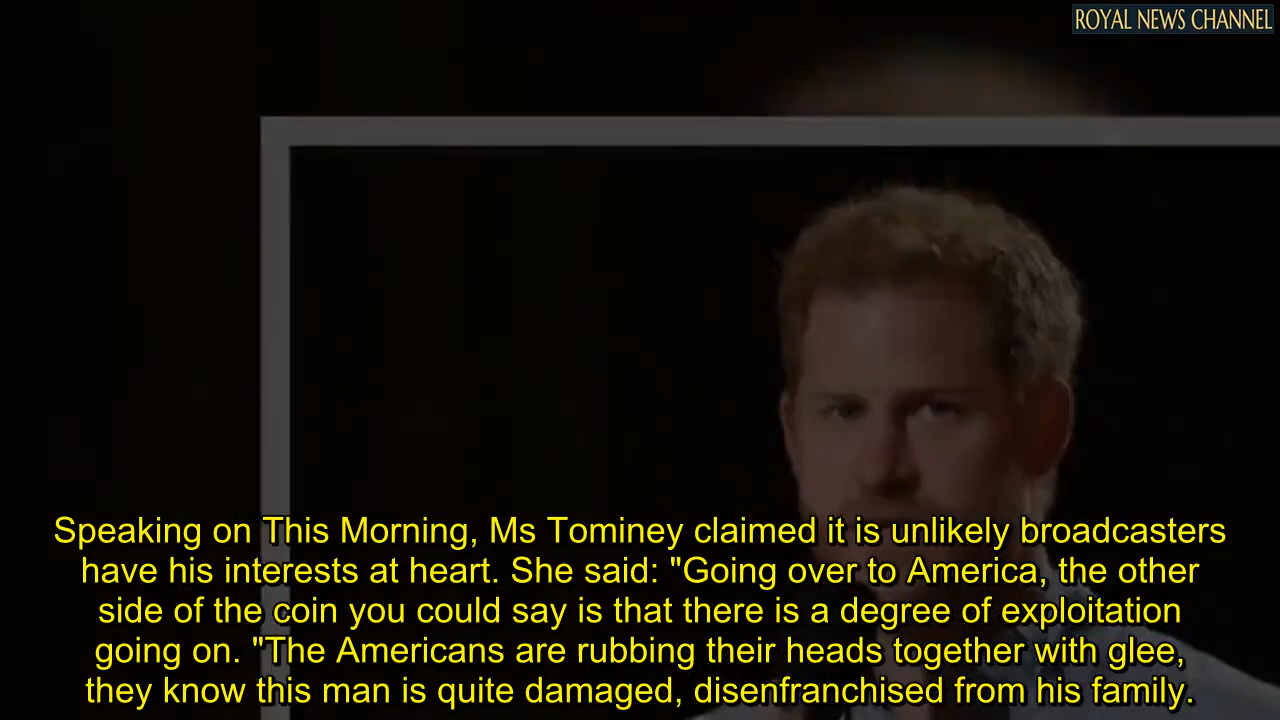 ROYAL NEWS CHANNEL
Speaking on This Morning, Ms Tominey claimed it is unlikely broadcasters
have his interests at heart. She said: "Going over to America, the other
side of the coin you could say is that there is a degree of exploitation
going on. "The Americans are rubbing their heads together with glee,
they know this man is quite damaged, disenfranchised from his family.